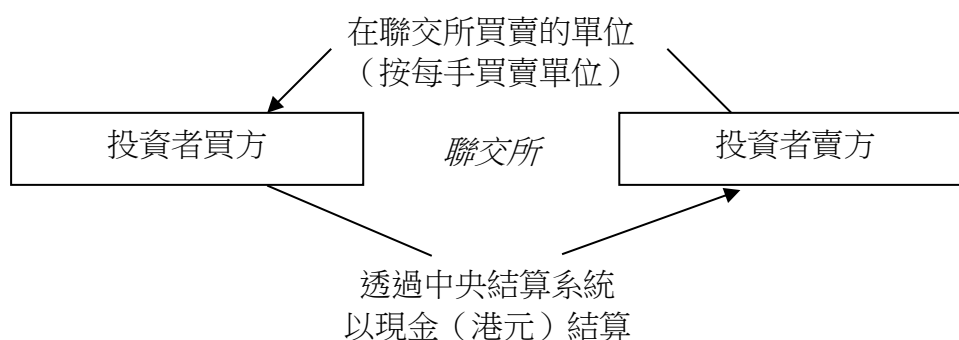 在聯交所買賣的單位
（按每手買賣單位）
投資者買方
聯交所
投資者賣方
透過中央結算系統
以現金（港元）結算